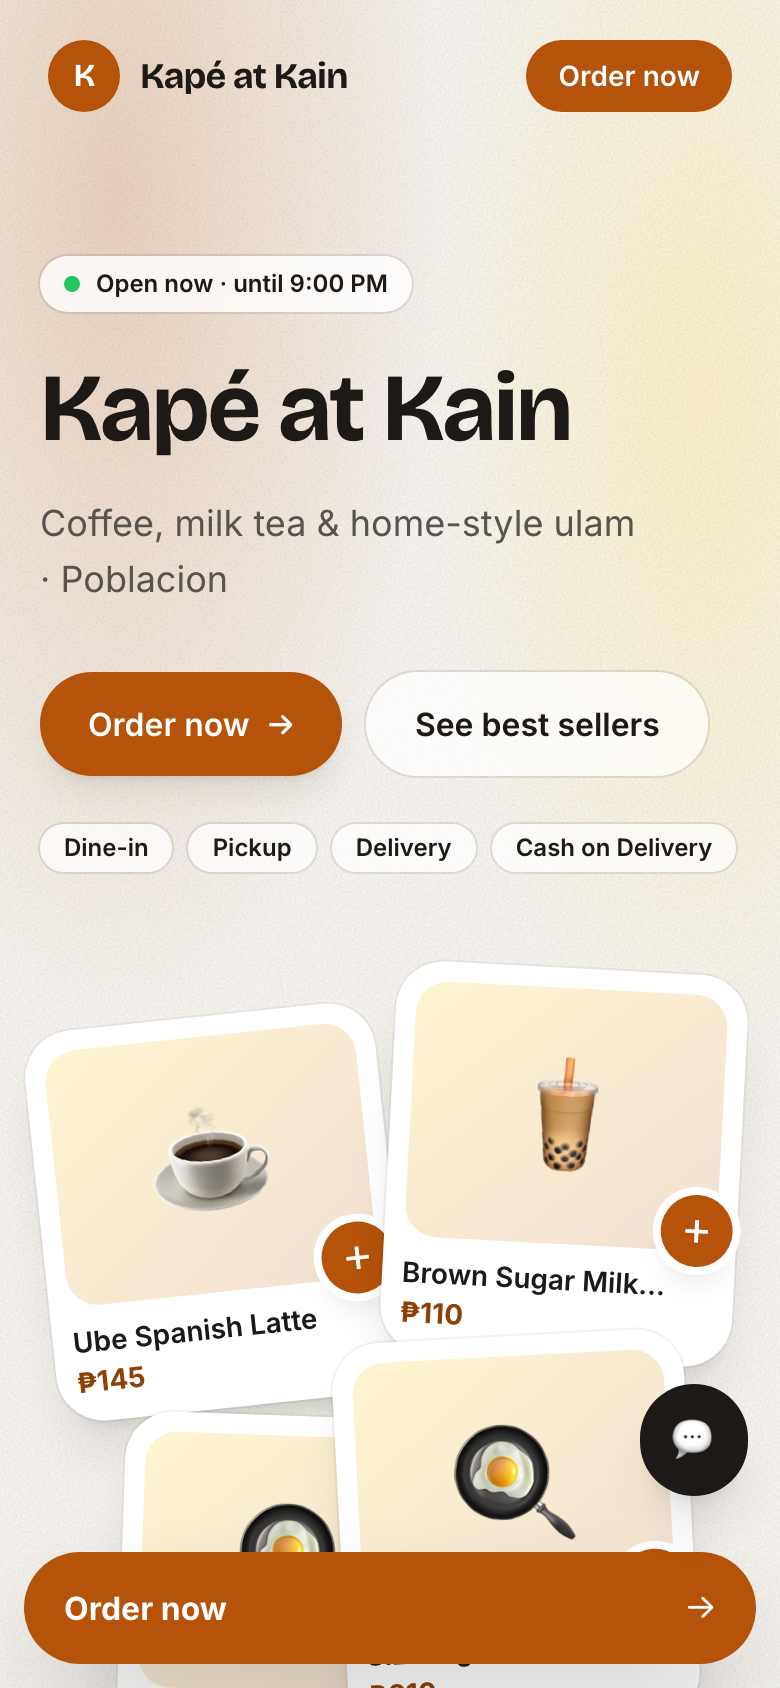 K
Kapé at Kain
Order now
Open now · until 9:00 PM
Kapé at Kain
Coffee, milk tea & home-style ulam
· Poblacion
Order now →
See best sellers
Dine-in
Pickup
Delivery
Cash on Delivery
+
Ube Spanish Latte
₱145
+
Brown Sugar Milk...
₱110
Order now →